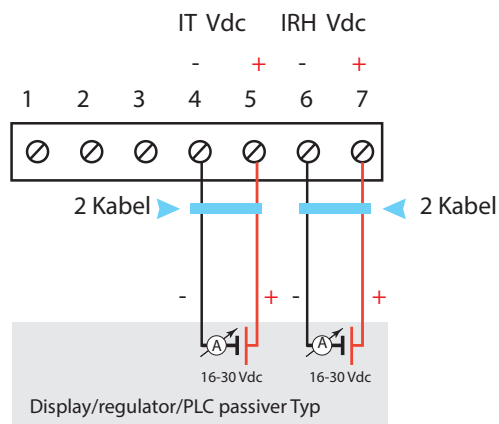 IT Vdc IRH Vdc
- + - +
1 2 3 4 5 6 7
2 Kabel 2 Kabel
- + - +
A A
16-30 Vdc 16-30 Vdc
Display/regulator/PLC passiver Typ